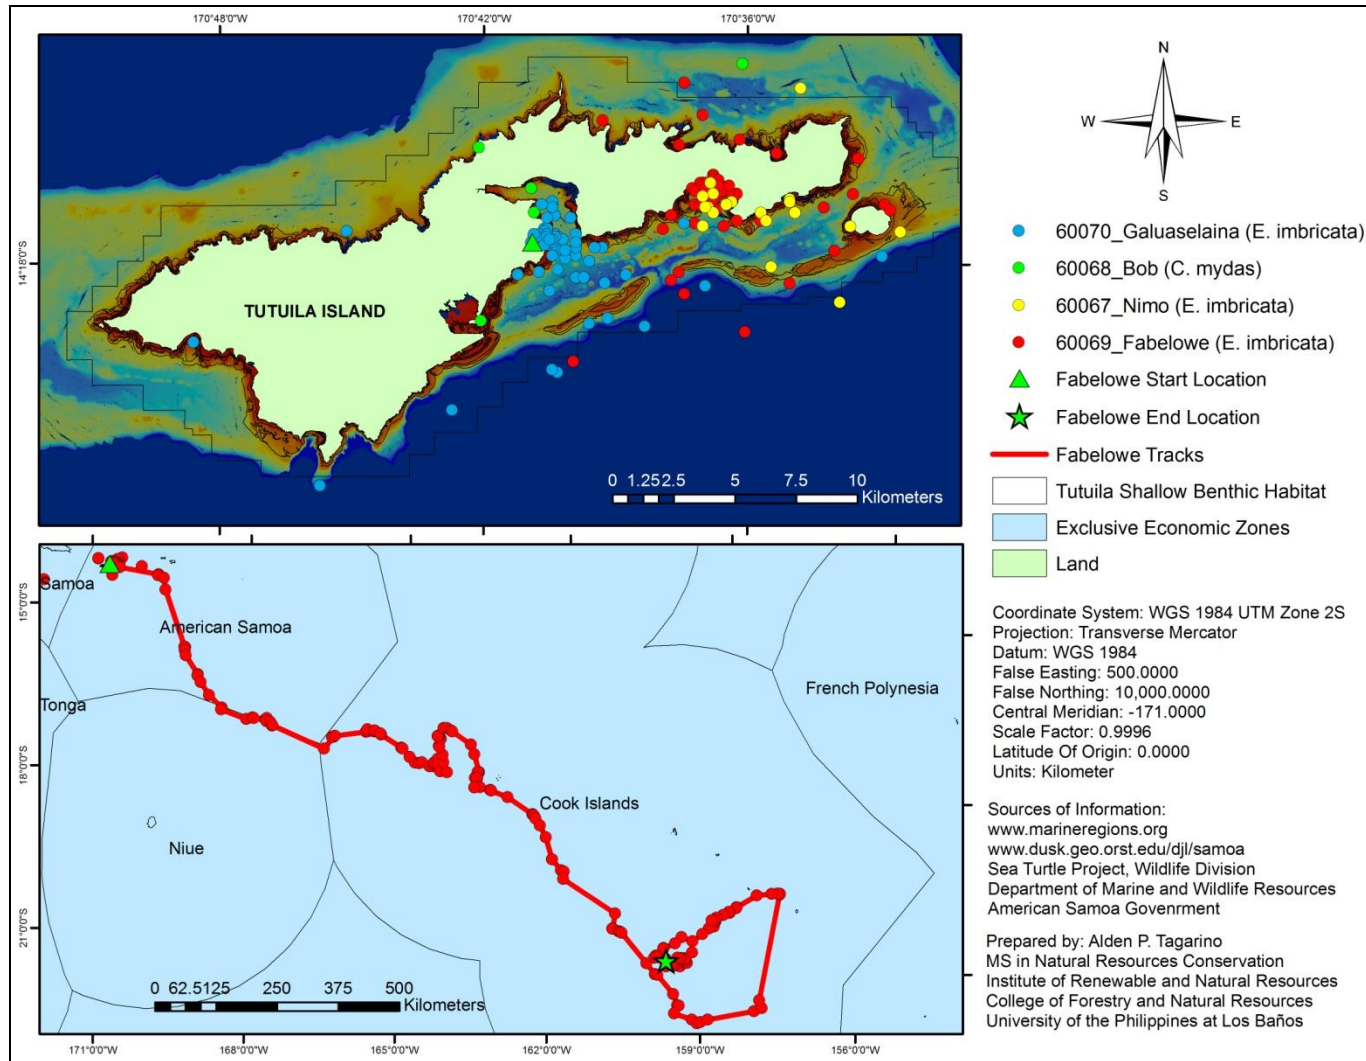 170°48'0"W
170°42'0"W
170°36'0"W
14°18'0"S
TUTUILA ISLAND
0 1.25 2.5 5 7.5 10
Kilometers
N
W
E
S
60070_Galuaselaina (E. imbricata)
60068_Bob (C. mydas)
60067_Nimo (E. imbricata)
60069_Fabelowe (E. imbricata)
Fabelowe Start Location
Fabelowe End Location
Fabelowe Tracks
Tutuila Shallow Benthic Habitat
Exclusive Economic Zones
Land
Samoa
American Samoa
Tonga
French Polynesia
Cook Islands
Niue
15°0'0"S
18°0'0"S
21°0'0"S
0 62.5 125 250 375 500
Kilometers
171°0'0"W
168°0'0"W
165°0'0"W
162°0'0"W
159°0'0"W
156°0'0"W
Coordinate System: WGS 1984 UTM Zone 2S
Projection: Transverse Mercator
Datum: WGS 1984
False Easting: 500.0000
False Northing: 10,000.0000
Central Meridian: -171.0000
Scale Factor: 0.9996
Latitude Of Origin: 0.0000
Units: Kilometer
Sources of Information:
www.marineregions.org
www.dusk.geo.orst.edu/djl/samoa
Sea Turtle Project, Wildlife Division
Department of Marine and Wildlife Resources
American Samoa Govenrment
Prepared by: Alden P. Tagarino
MS in Natural Resources Conservation
Institute of Renewable and Natural Resources
College of Forestry and Natural Resources
University of the Philippines at Los Baños